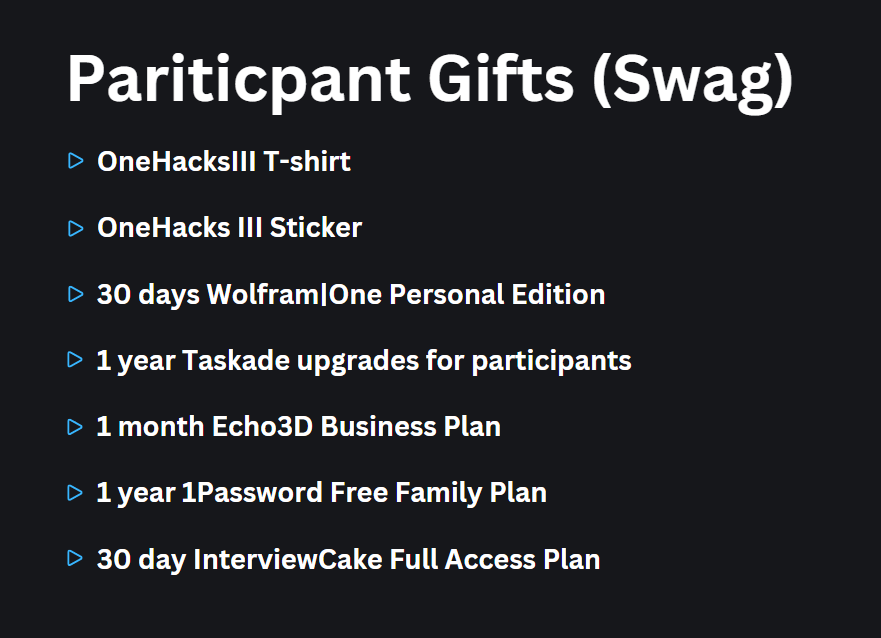 Pariticpant Gifts (Swag)
OneHacksIII T-shirt
OneHacks III Sticker
30 days Wolfram|One Personal Edition
1 year Taskade upgrades for participants
1 month Echo3D Business Plan
1 year 1Password Free Family Plan
30 day InterviewCake Full Access Plan